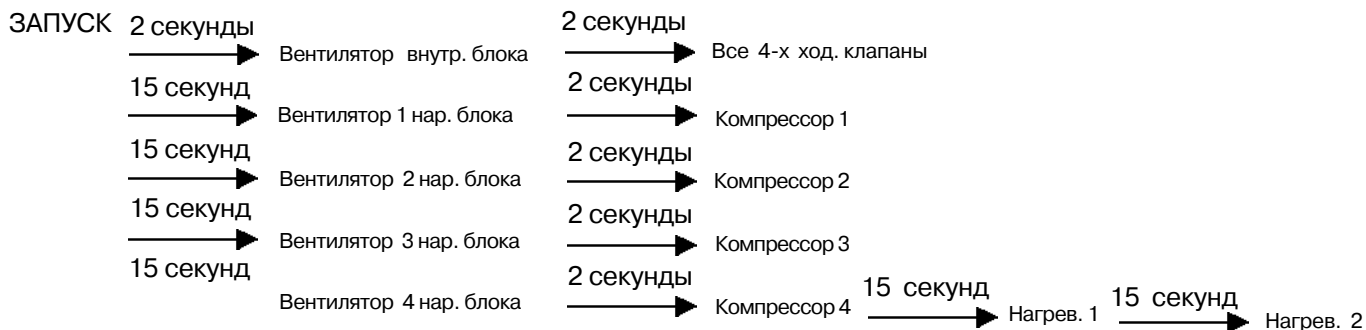 ЗАПУСК 2 секунды Вентилятор внутр. блока 2 секунды Все 4-х ход. клапаны
15 секунд Вентилятор 1 нар. блока 2 секунды Компрессор 1
15 секунд Вентилятор 2 нар. блока 2 секунды Компрессор 2
15 секунд Вентилятор 3 нар. блока 2 секунды Компрессор 3
15 секунд Вентилятор 4 нар. блока 2 секунды Компрессор 4 15 секунд Нагрев. 1 15 секунд Нагрев. 2